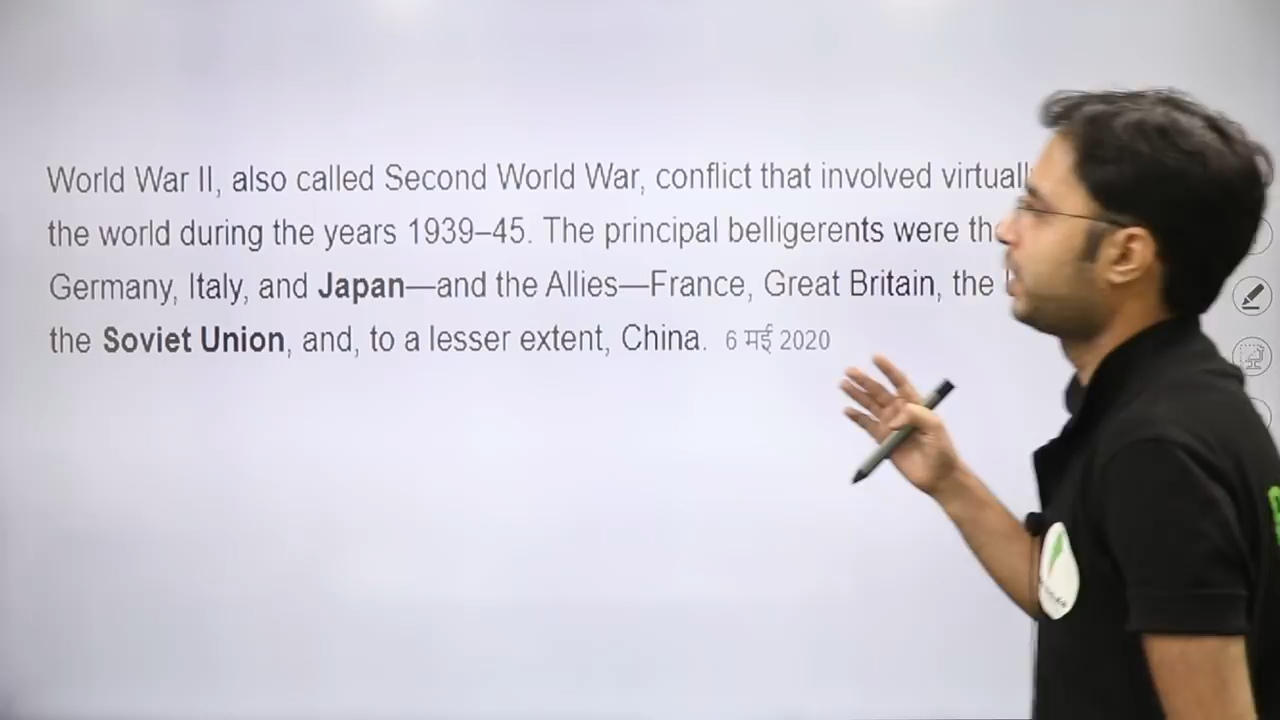 World War II, also called Second World War, conflict that involved
the world during the years 1939–45. The principal belligerents were
Germany, Italy, and Japan—and the Allies—France, Great Britain, the
the Soviet Union, and, to a lesser extent, China. 6 मई 2020